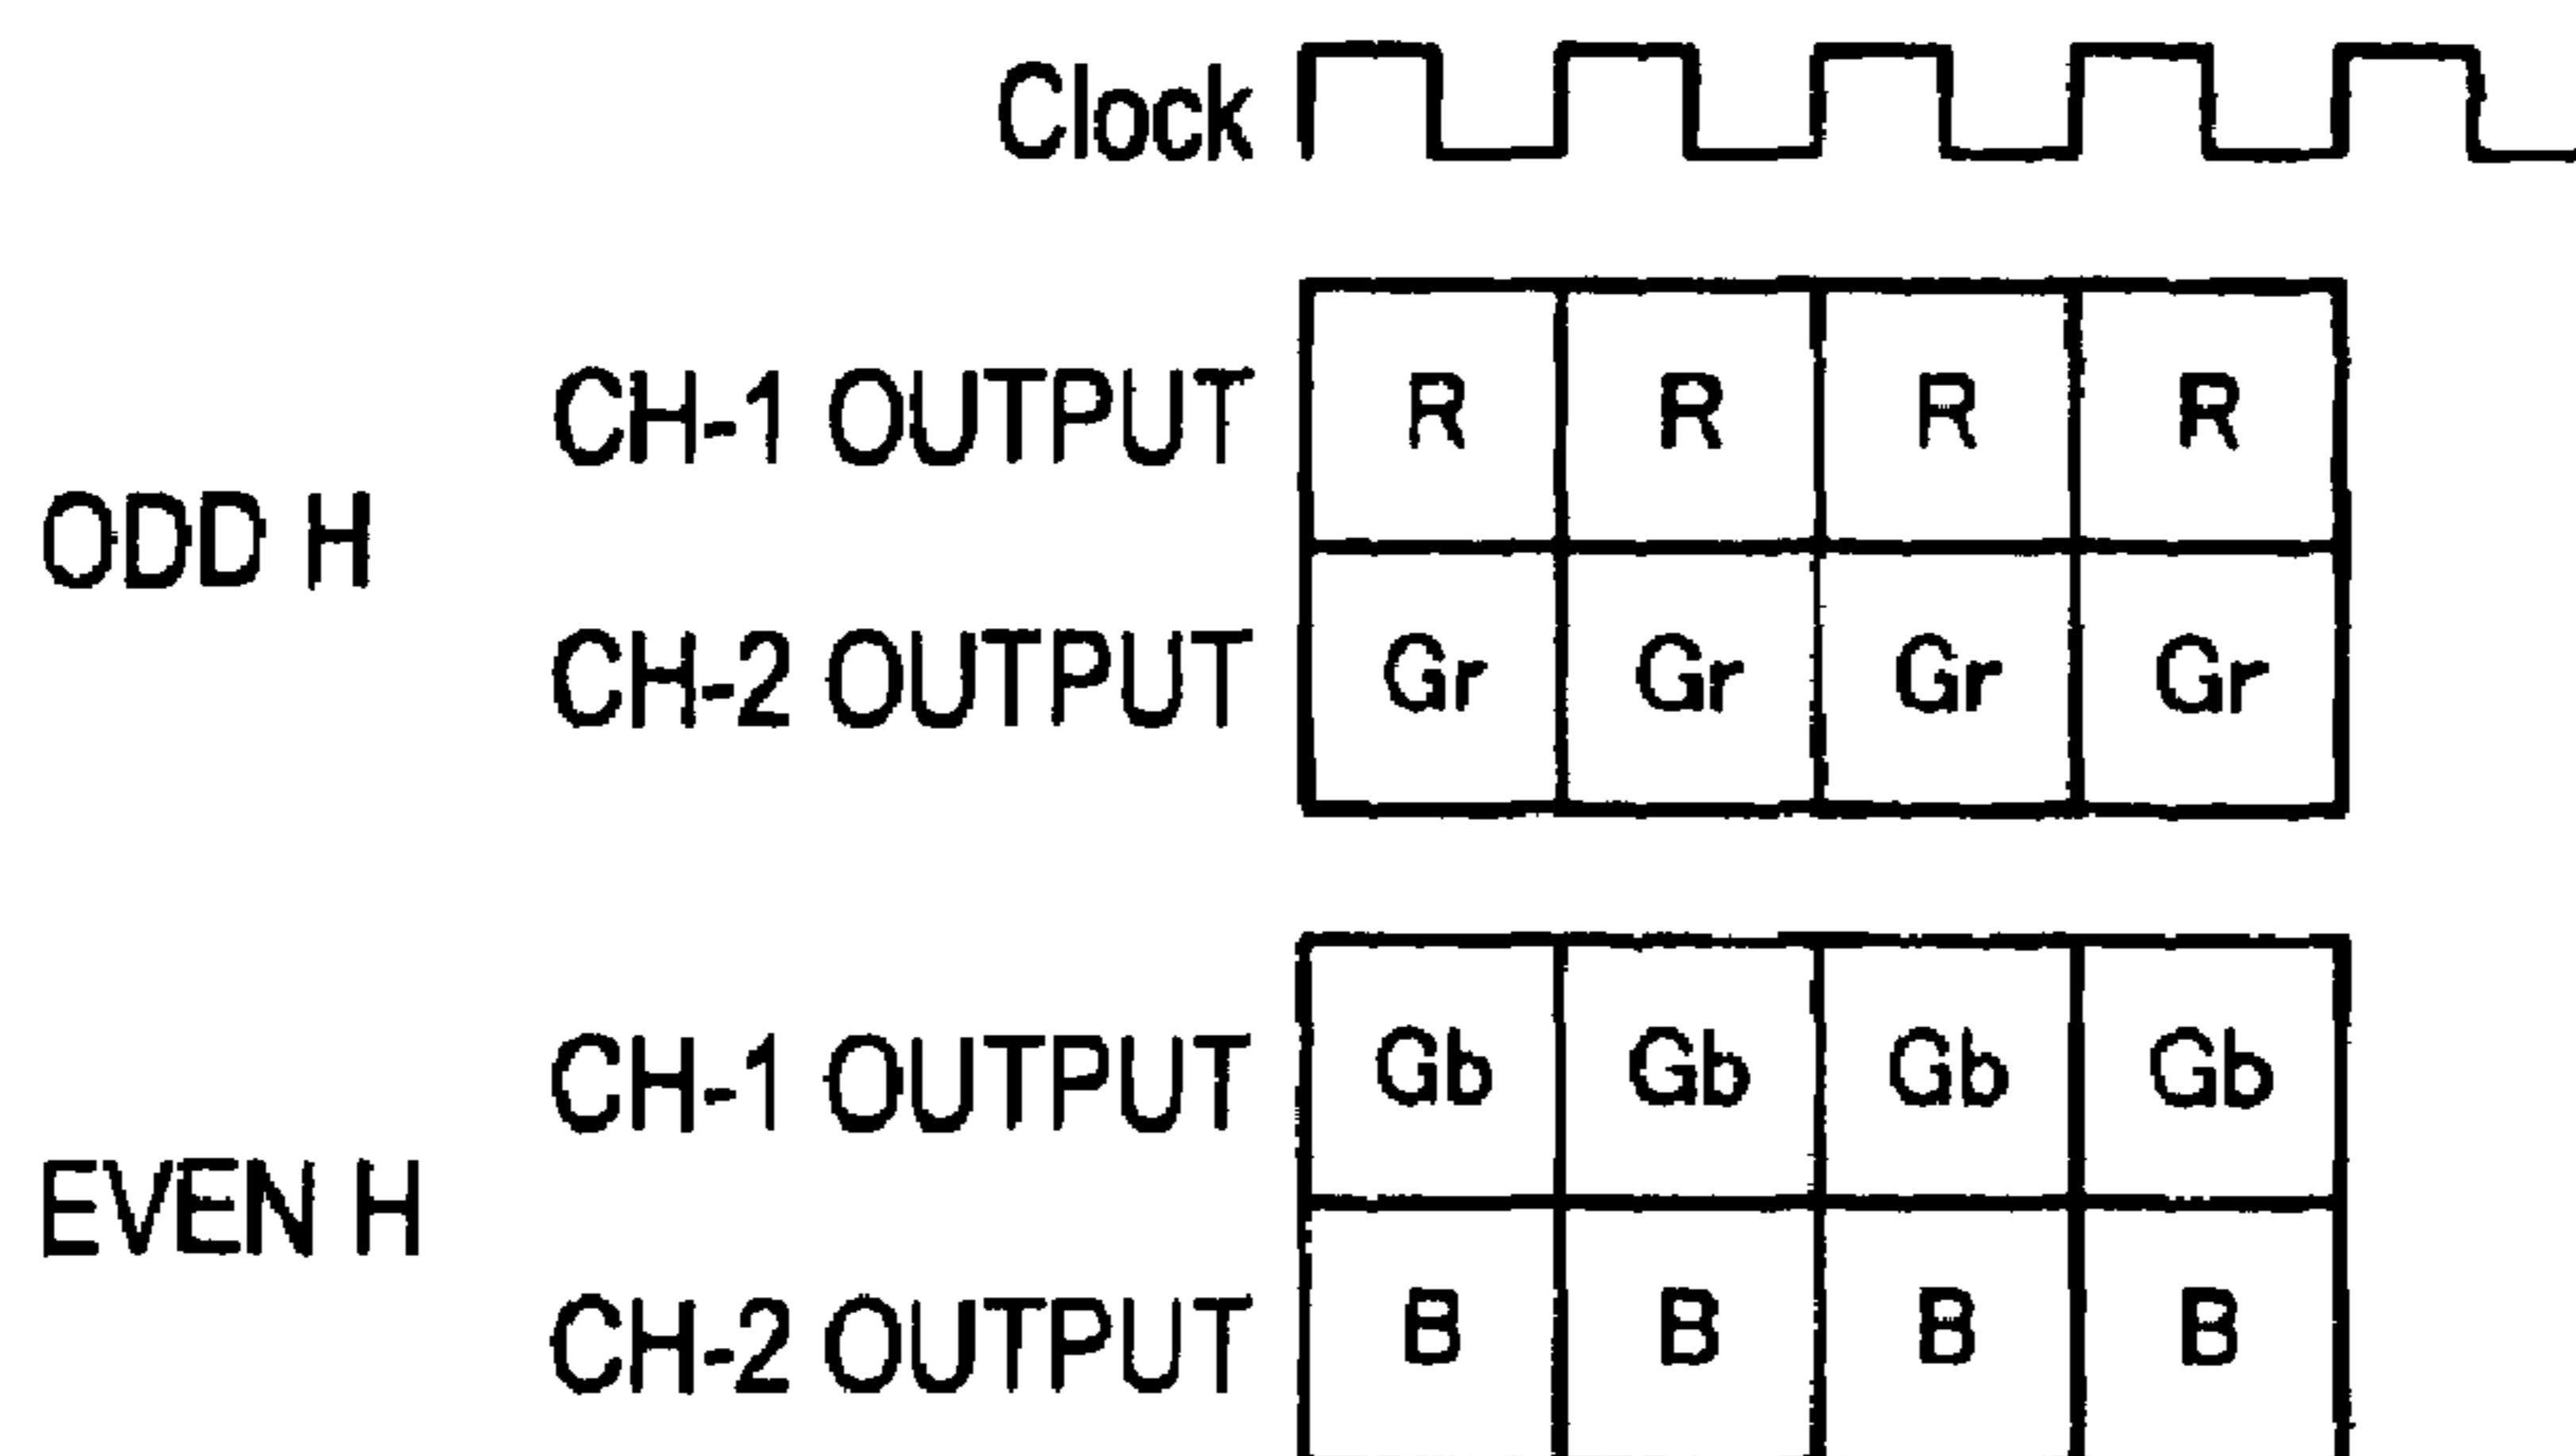 Clock
CH-1 OUTPUT R R R R
ODD H
CH-2 OUTPUT Gr Gr Gr Gr
CH-1 OUTPUT Gb Gb Gb Gb
EVEN H
CH-2 OUTPUT B B B B